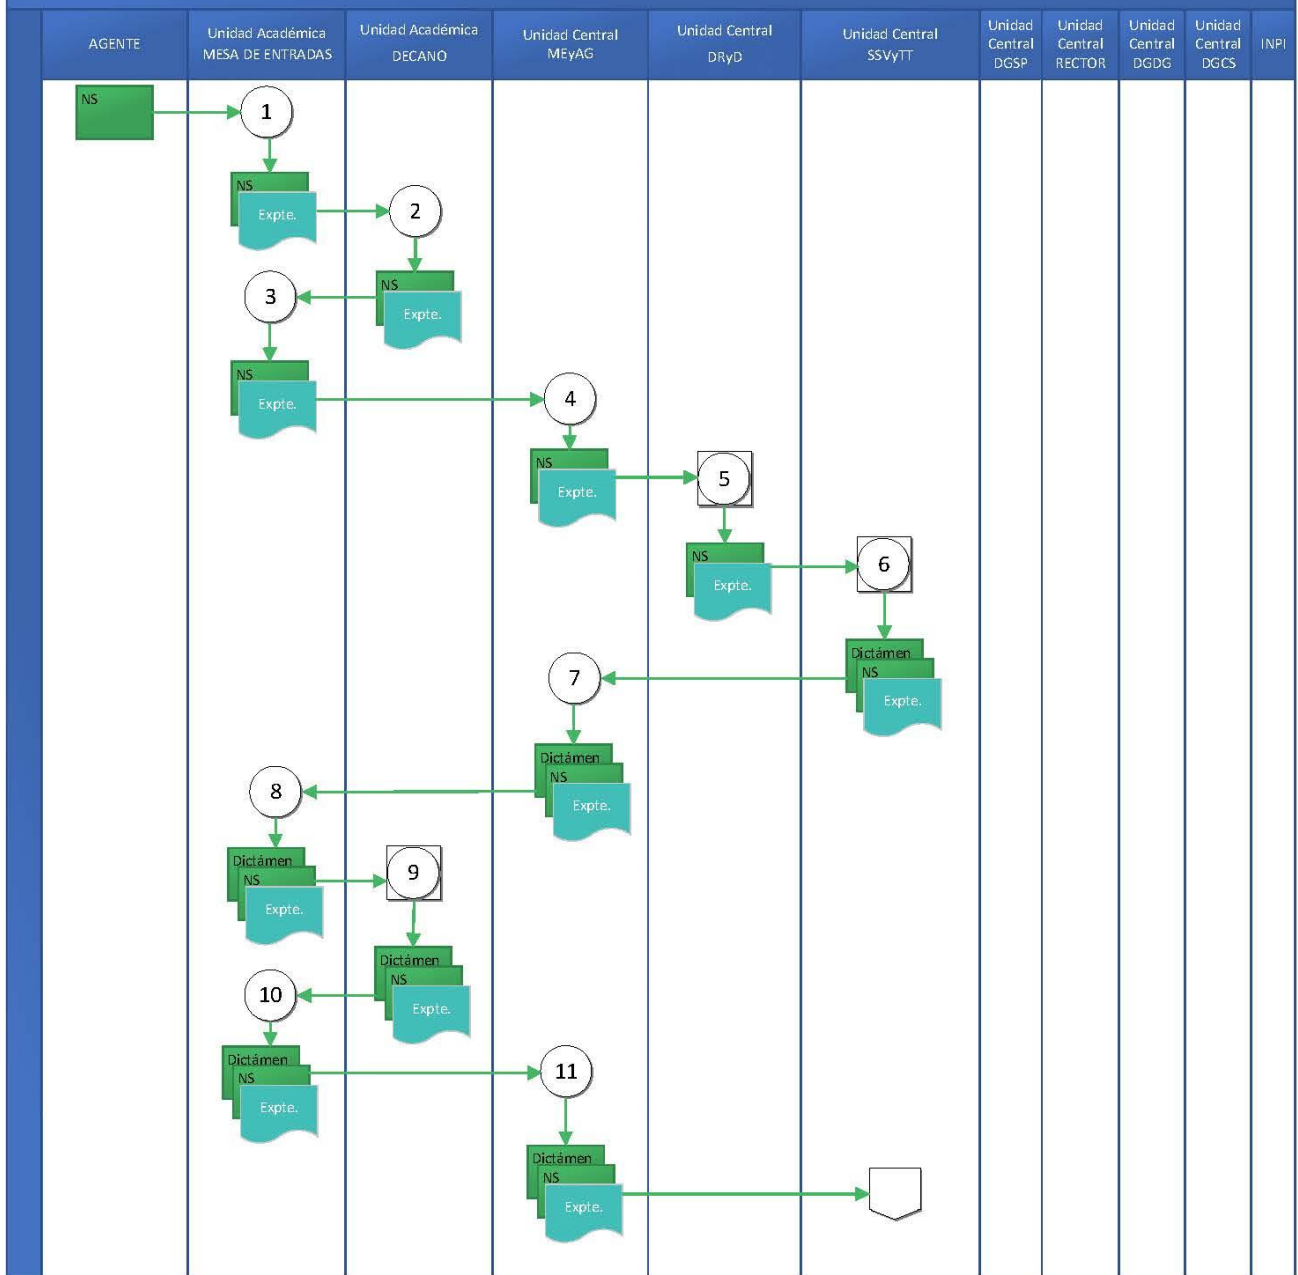 AGENTE
Unidad Académica
MESA DE ENTRADAS
Unidad Académica
DECANO
Unidad Central
MEyAG
Unidad Central
DRyD
Unidad Central
SSVyTT
Unidad
Central
DGSP
Unidad
Central
RECTOR
Unidad
Central
DGDG
Unidad
Central
DGCS
INPI
NS
1
NS
Expte.
2
NS
Expte.
3
NS
Expte.
4
NS
Expte.
5
NS
Expte.
6
Dictámen
NS
Expte.
7
Dictámen
NS
Expte.
8
Dictámen
NS
Expte.
9
Dictámen
NS
Expte.
10
Dictámen
NS
Expte.
11
Dictámen
NS
Expte.